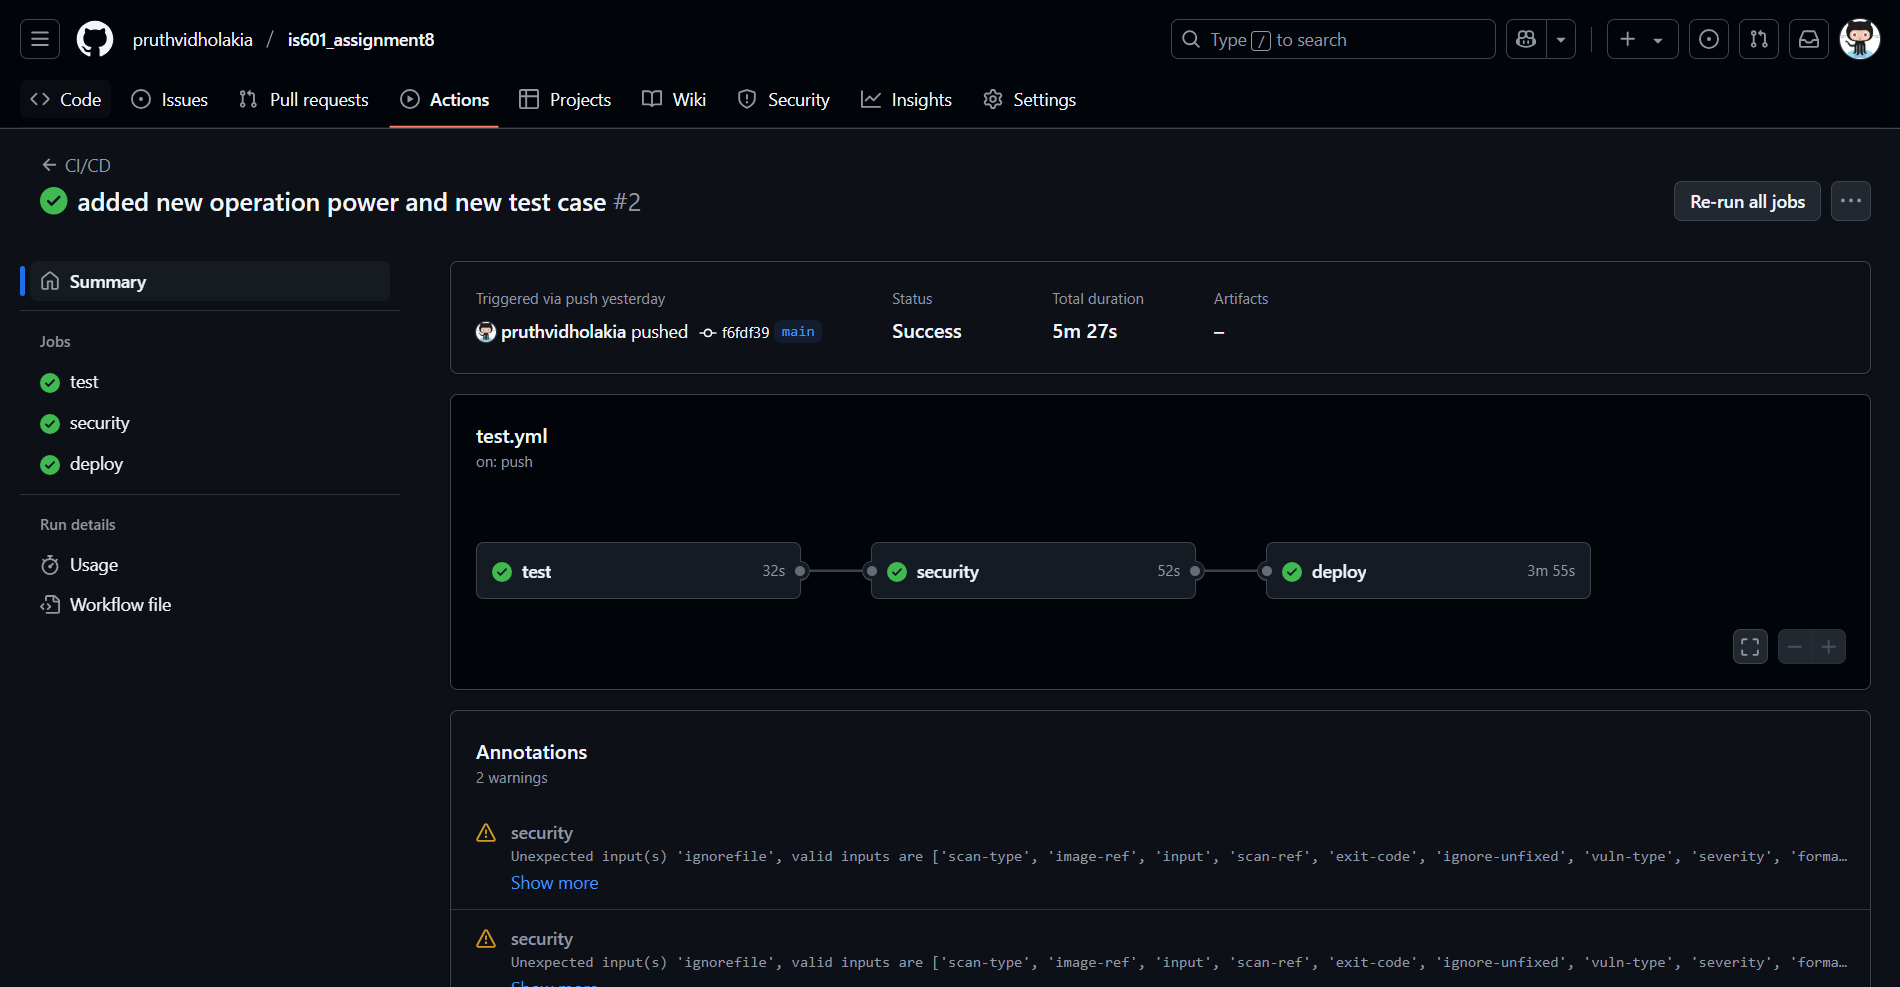 pruthvidholakia / is601_assignment8
Type / to search
Code Issues Pull requests Actions Projects Wiki Security Insights Settings
CI/CD
added new operation power and new test case #2
Re-run all jobs
Summary
Jobs
test
security
deploy
Run details
Usage
Workflow file
Triggered via push yesterday
pruthvidholakia pushed f6fdf39 main
Status
Success
Total duration
5m 27s
Artifacts
–
test.yml
on: push
test 32s
security 52s
deploy 3m 55s
Annotations
2 warnings
security
Unexpected input(s) 'ignorefile', valid inputs are ['scan-type', 'image-ref', 'input', 'scan-ref', 'exit-code', 'ignore-unfixed', 'vuln-type', 'severity', 'forma…
Show more
security
Unexpected input(s) 'ignorefile', valid inputs are ['scan-type', 'image-ref', 'input', 'scan-ref', 'exit-code', 'ignore-unfixed', 'vuln-type', 'severity', 'forma…